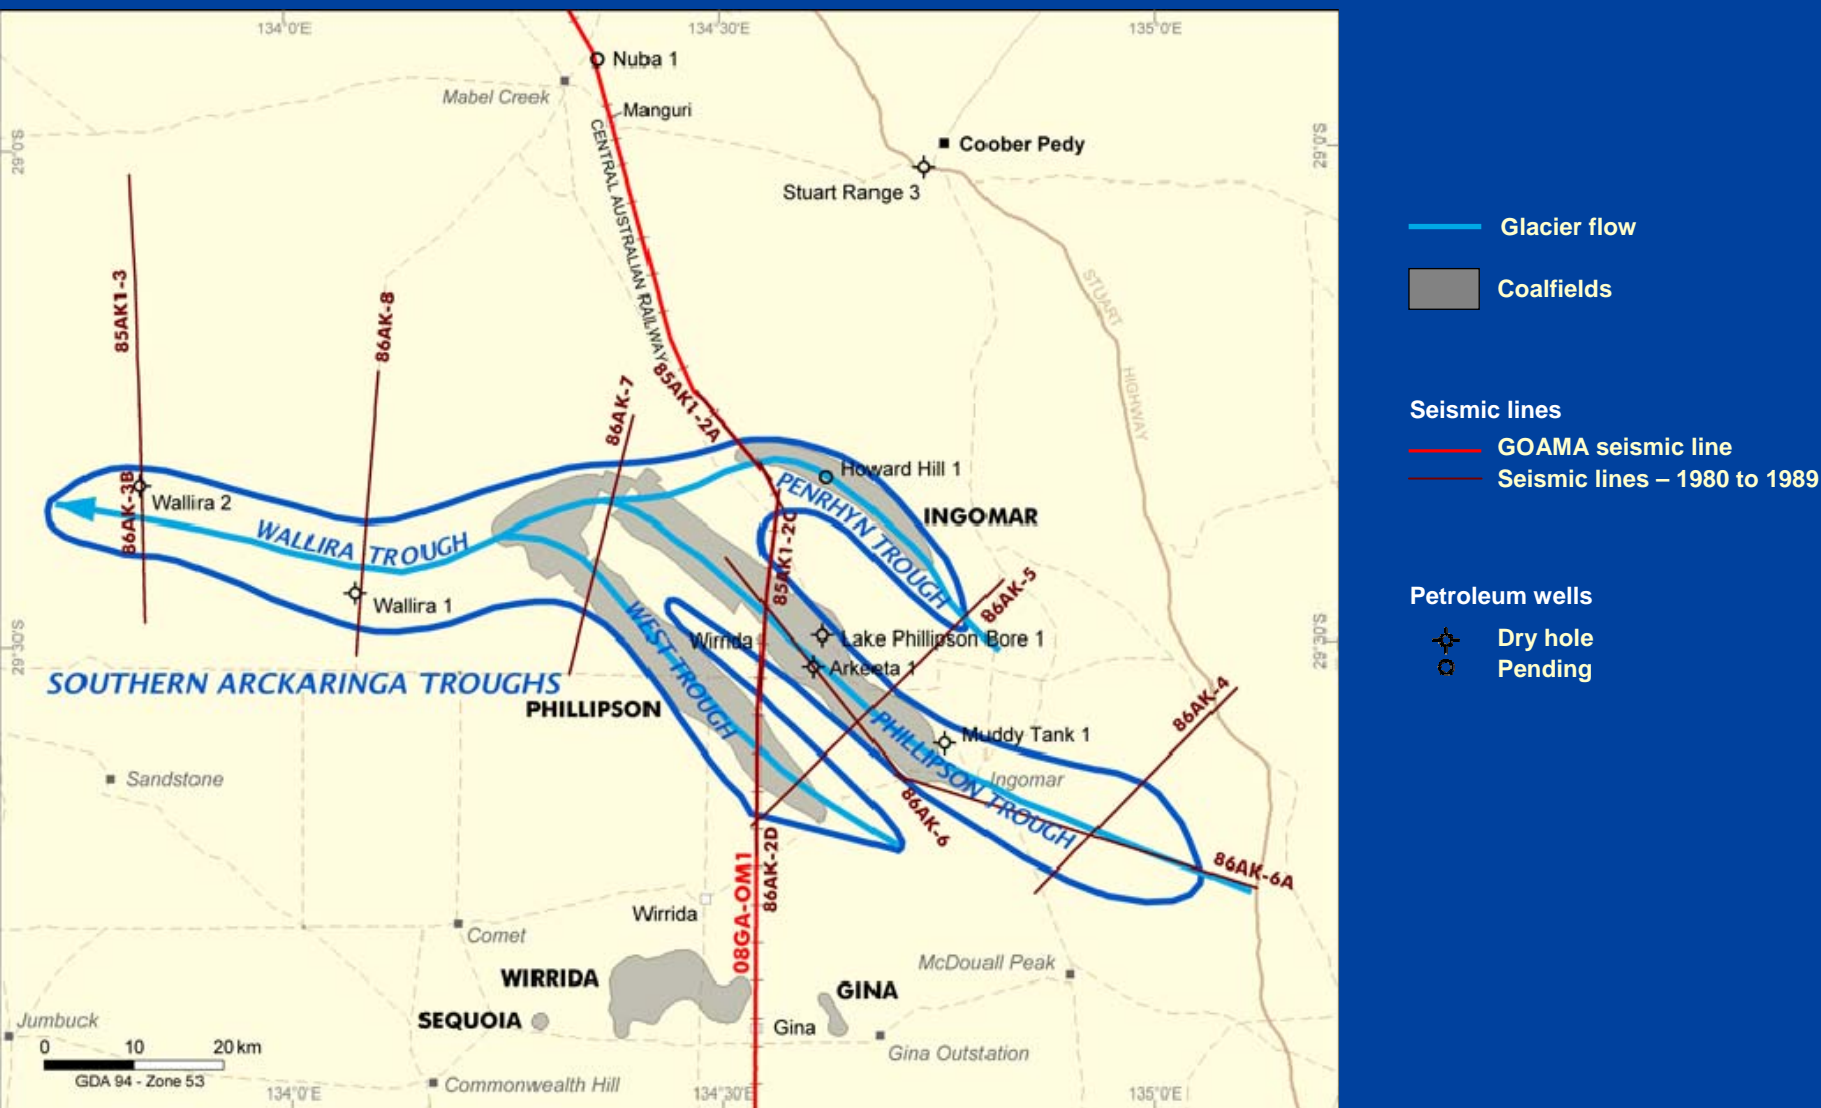 134°0'E
134°30'E
135°0'E
Nuba 1
Mabel Creek
Manguri
CENTRAL AUSTRALIAN RAILWAY
29°0'S
29°0'S
Coober Pedy
Stuart Range 3
STUART
HIGHWAY
85AK1-3
86AK-8
86AK-7
85AK1-2A
Howard Hill 1
86AK-3B
Wallira 2
PENRHYN TROUGH
INGOMAR
WALLIRA TROUGH
85AK1-2C
Wallira 1
86AK-5
WEST TROUGH
Wirrida
Lake Phillipson Bore 1
29°30'S
29°30'S
Arkeeta 1
SOUTHERN ARCKARINGA TROUGHS
PHILLIPSON
86AK-4
PHILLIPSON TROUGH
Muddy Tank 1
Sandstone
Ingomar
86AK-6
86AK-6A
08GA-OM1
86AK-2D
Wirrida
Comet
McDouall Peak
WIRRIDA
GINA
SEQUOIA
Jumbuck
Gina
Gina Outstation
0 10 20 km
GDA 94 - Zone 53
Commonwealth Hill
134°0'E
134°30'E
135°0'E
Glacier flow
Coalfields
Seismic lines
GOAMA seismic line
Seismic lines – 1980 to 1989
Petroleum wells
Dry hole
Pending